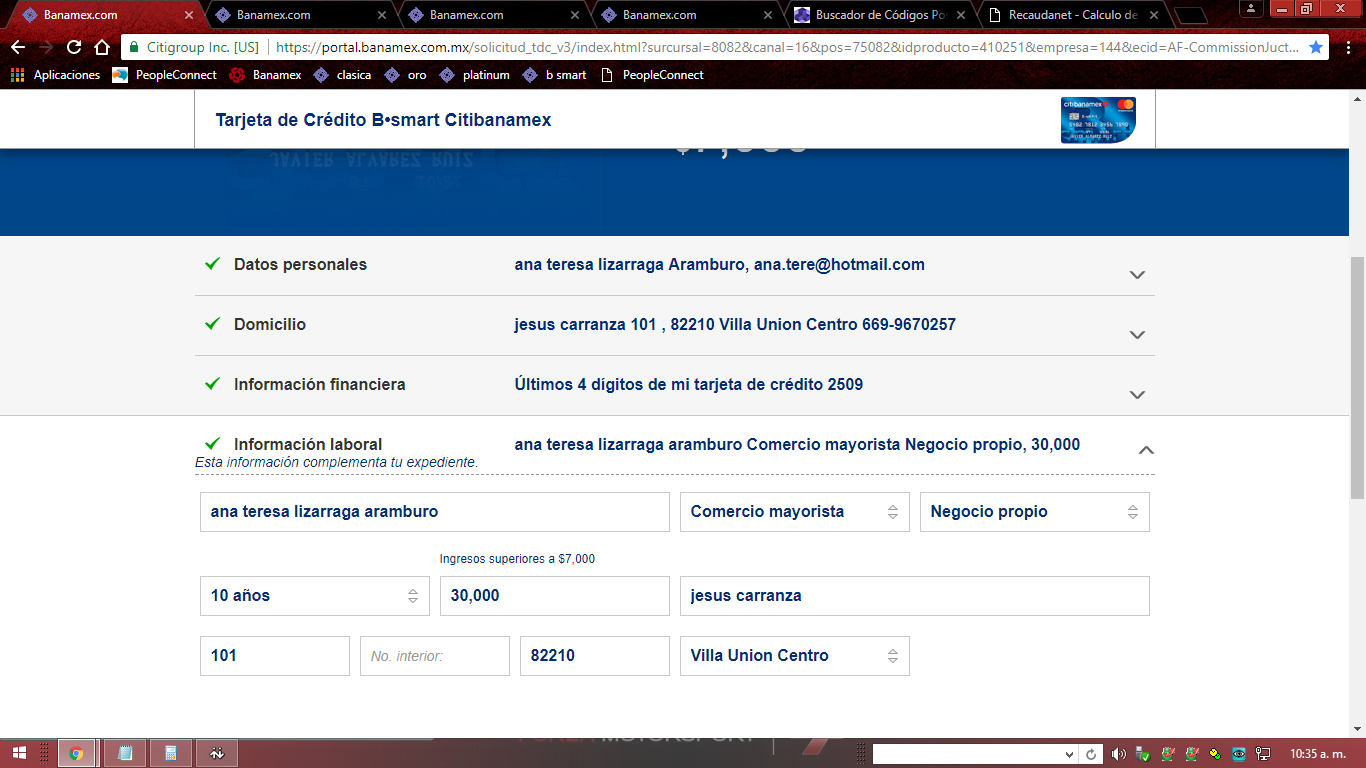 Banamex.com
Banamex.com
Banamex.com
Banamex.com
Buscador de Códigos Po
Recaudanet - Calculo de
Citigroup Inc. [US] https://portal.banamex.com.mx/solicitud_tdc_v3/index.html?surcursal=8082&canal=16&pos=75082&idproducto=410251&empresa=144&ecid=AF-CommissionJuct...
Aplicaciones PeopleConnect Banamex clasica oro platinum b smart PeopleConnect
Tarjeta de Crédito B•smart Citibanamex
citibanamex
JAVIER ALVAREZ RUIZ
Datos personales ana teresa lizarraga Aramburo, ana.tere@hotmail.com
Domicilio jesus carranza 101 , 82210 Villa Union Centro 669-9670257
Información financiera Últimos 4 dígitos de mi tarjeta de crédito 2509
Información laboral ana teresa lizarraga aramburo Comercio mayorista Negocio propio, 30,000
Esta información complementa tu expediente.
ana teresa lizarraga aramburo Comercio mayorista Negocio propio
Ingresos superiores a $7,000
10 años 30,000 jesus carranza
101 No. interior: 82210 Villa Union Centro
10:35 a. m.